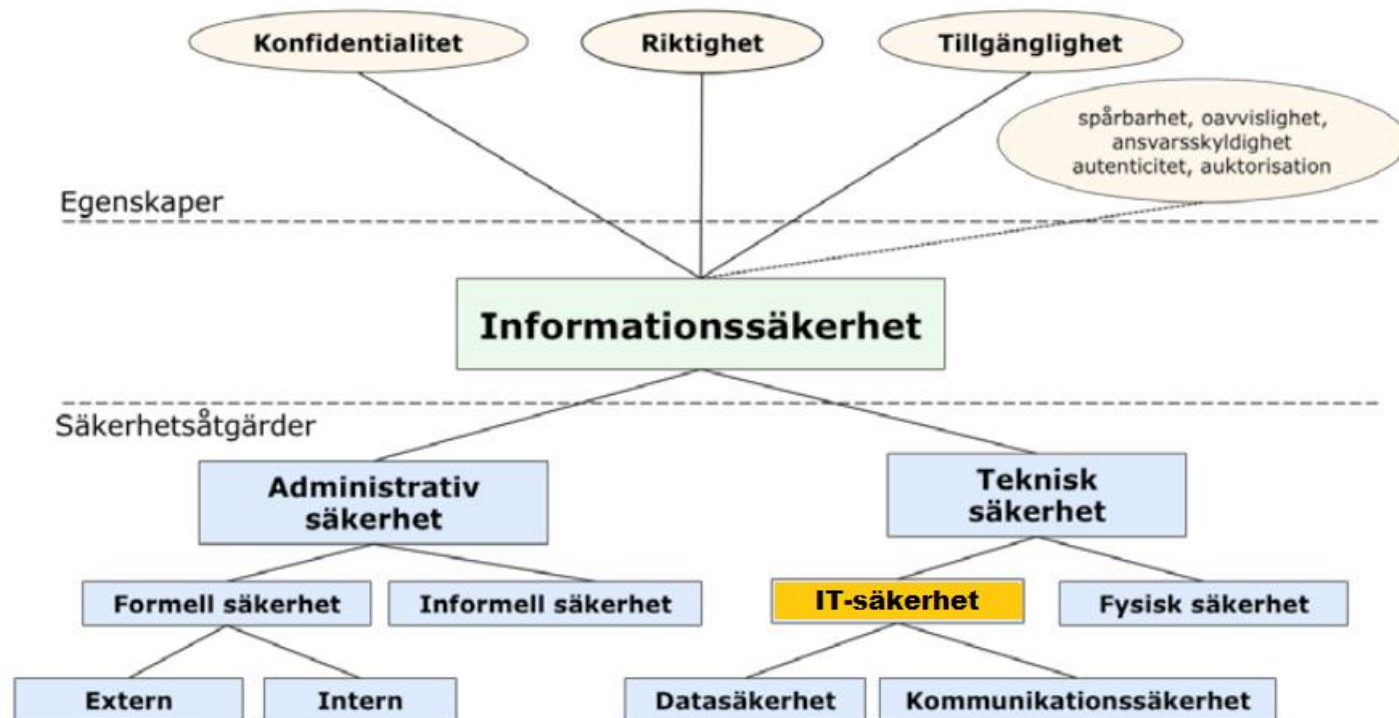 Konfidentialitet
Riktighet
Tillgänglighet
spårbarhet, oavvislighet,
ansvarsskyldighet
autenticitet, auktorisation
Egenskaper
Informationssäkerhet
Säkerhetsåtgärder
Administrativ
säkerhet
Teknisk
säkerhet
Formell säkerhet
Informell säkerhet
IT-säkerhet
Fysisk säkerhet
Extern
Intern
Datasäkerhet
Kommunikationssäkerhet